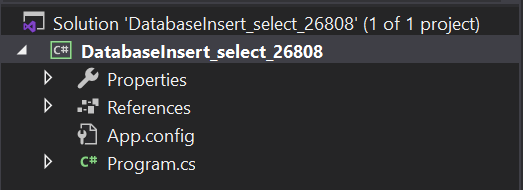 Solution 'DatabaseInsert_select_26808' (1 of 1 project)
C# DatabaseInsert_select_26808
Properties
References
App.config
C# Program.cs